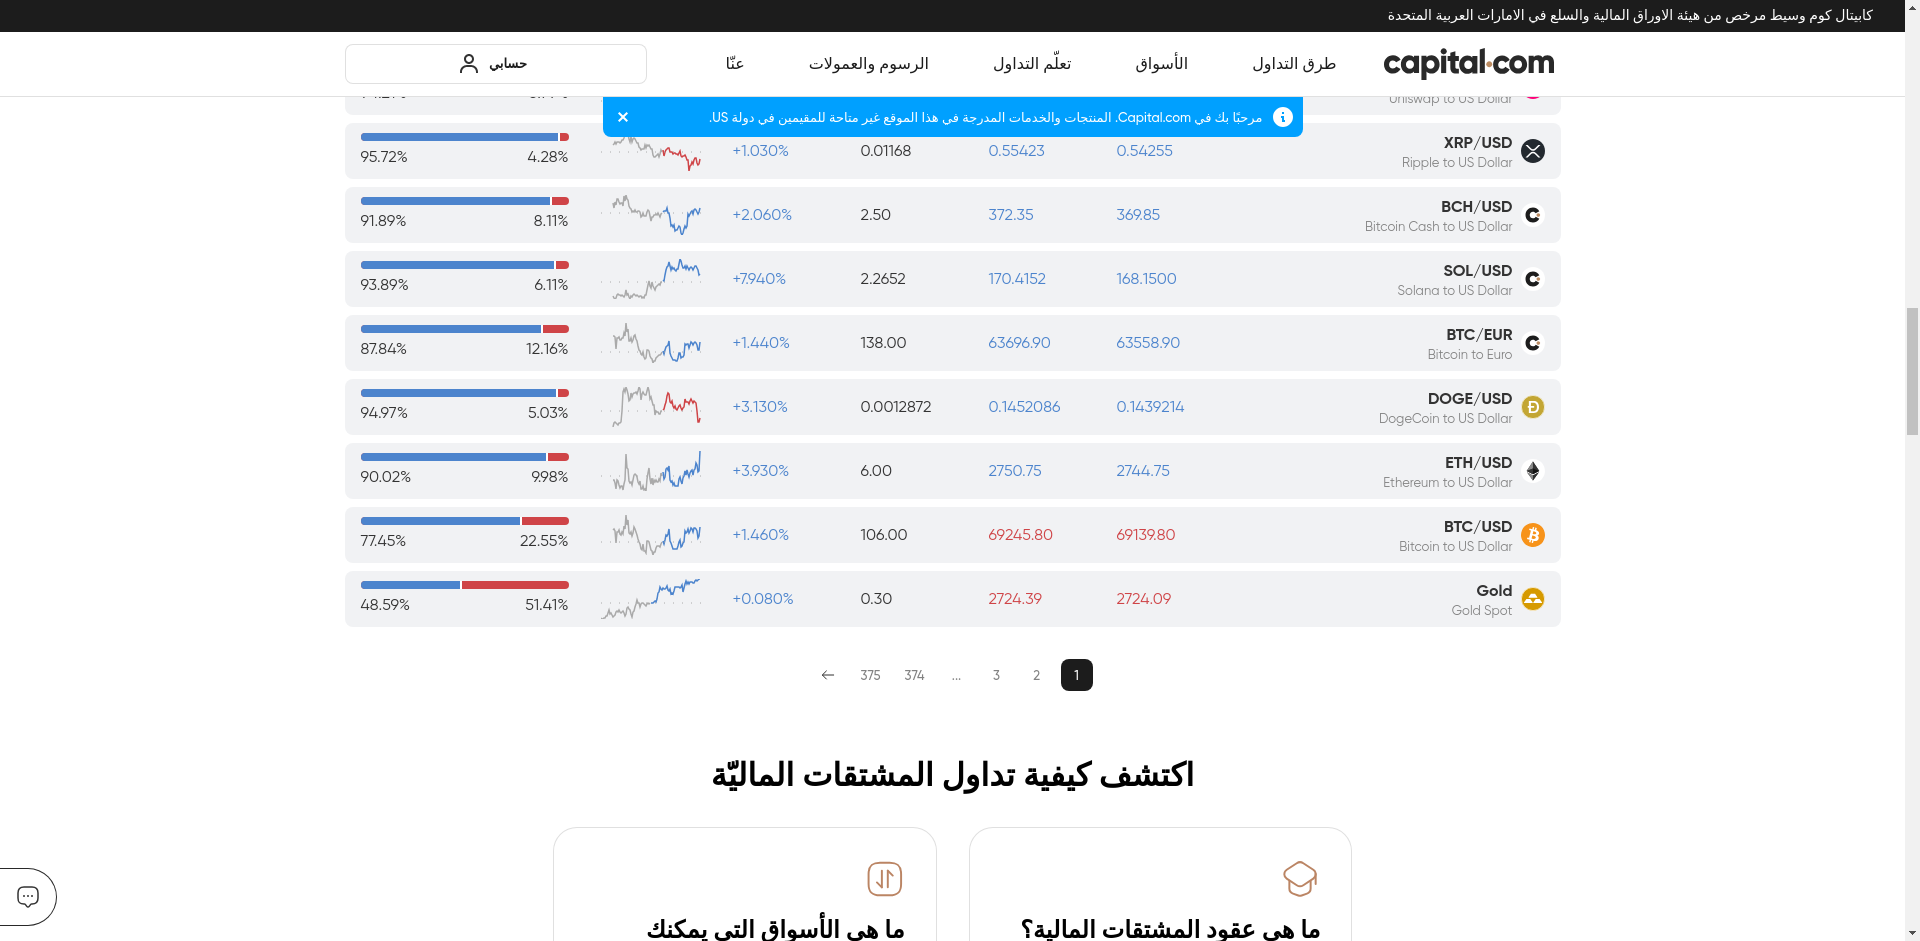 كابيتال كوم وسيط مرخص من هيئة الاوراق المالية والسلع في الامارات العربية المتحدة
capital.com
طرق التداول
الأسواق
تعلّم التداول
الرسوم والعمولات
عنّا
حسابي
مرحبًا بك في Capital.com. المنتجات والخدمات المدرجة في هذا الموقع غير متاحة للمقيمين في دولة US.
Uniswap to US Dollar
XRP/USD
Ripple to US Dollar
0.54255
0.55423
0.01168
+1.030%
4.28%
95.72%
BCH/USD
Bitcoin Cash to US Dollar
369.85
372.35
2.50
+2.060%
8.11%
91.89%
SOL/USD
Solana to US Dollar
168.1500
170.4152
2.2652
+7.940%
6.11%
93.89%
BTC/EUR
Bitcoin to Euro
63558.90
63696.90
138.00
+1.440%
12.16%
87.84%
DOGE/USD
DogeCoin to US Dollar
0.1439214
0.1452086
0.0012872
+3.130%
5.03%
94.97%
ETH/USD
Ethereum to US Dollar
2744.75
2750.75
6.00
+3.930%
9.98%
90.02%
BTC/USD
Bitcoin to US Dollar
69139.80
69245.80
106.00
+1.460%
22.55%
77.45%
Gold
Gold Spot
2724.09
2724.39
0.30
+0.080%
51.41%
48.59%
1
2
3
...
374
375
اكتشف كيفية تداول المشتقات الماليّة
ما هي عقود المشتقات المالية؟
ما هي الأسواق التي يمكنك